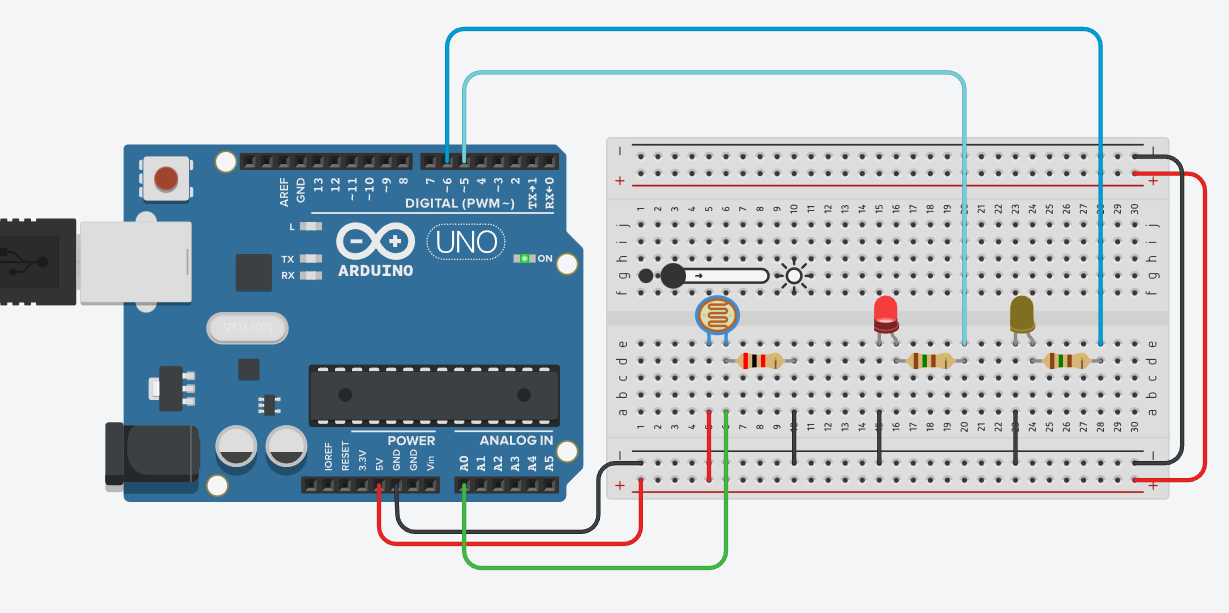 AREF
GND
13
12
~11
~10
~9
8
7
~6
~5
4
~3
2
TX→1
RX←0
DIGITAL (PWM~)
L
TX
RX
UNO
ARDUINO
ON
SPK16.000G
POWER
ANALOG IN
IOREF
RESET
3.3V
5V
GND
GND
Vin
A0
A1
A2
A3
A4
A5
1 2 3 4 5 6 7 8 9 10 11 12 13 14 15 16 17 18 19 20 21 22 23 24 25 26 27 28 29 30
j j
i i
h h
g g
f f
e e
d d
c c
b b
a a
1 2 3 4 5 6 7 8 9 10 11 12 13 14 15 16 17 18 19 20 21 22 23 24 25 26 27 28 29 30